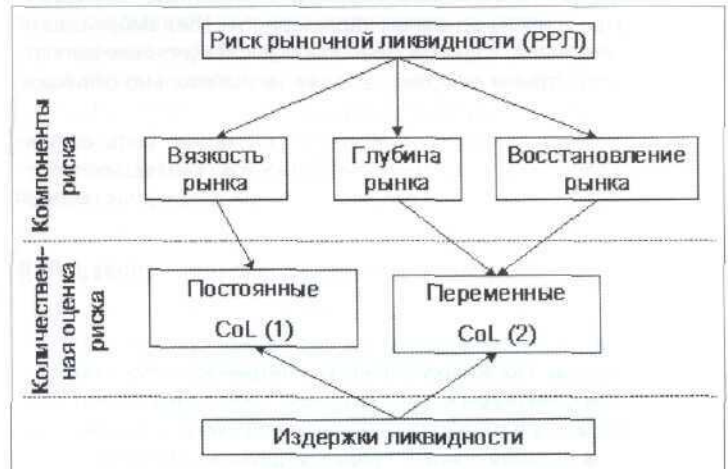 Риск рыночной ликвидности (РРЛ)
Компоненты
риска
Вязкость
рынка
Глубина
рынка
Восстановление
рынка
Количествен-
ная оценка
риска
Постоянные
CoL (1)
Переменные
CoL (2)
Издержки ликвидности